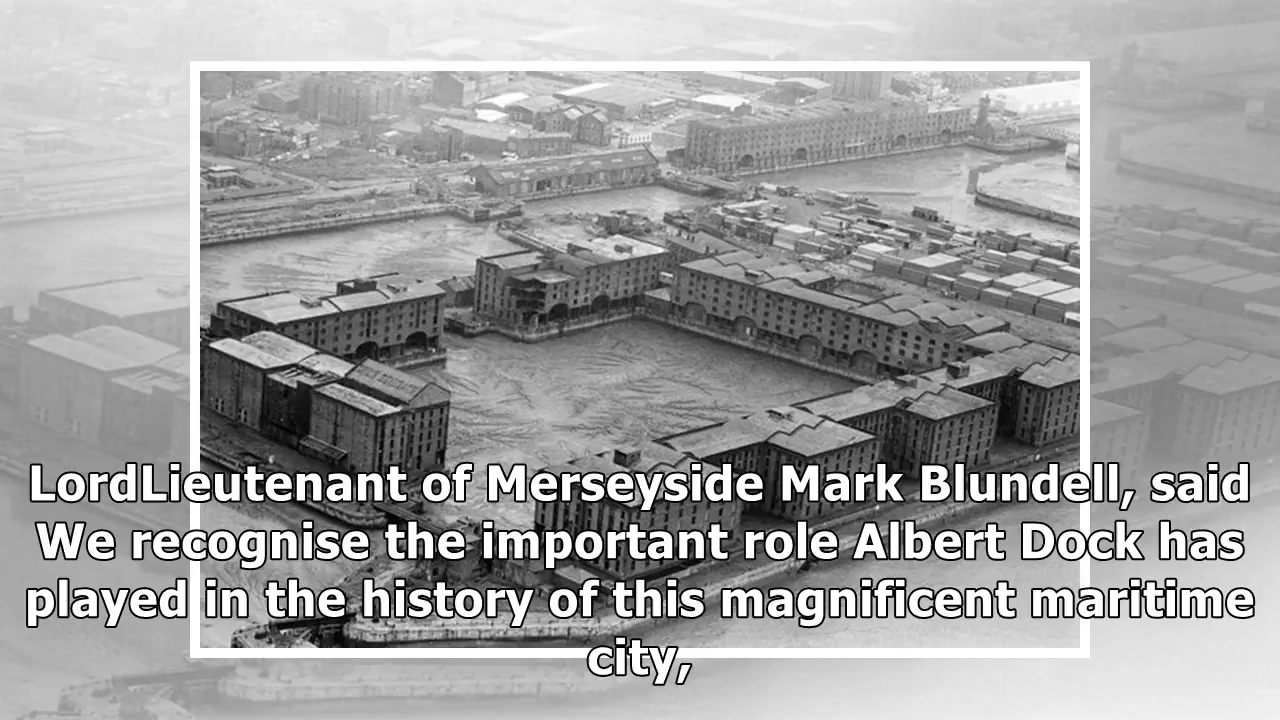 LordLieutenant of Merseyside Mark Blundell, said
We recognise the important role Albert Dock has
played in the history of this magnificent maritime
city,